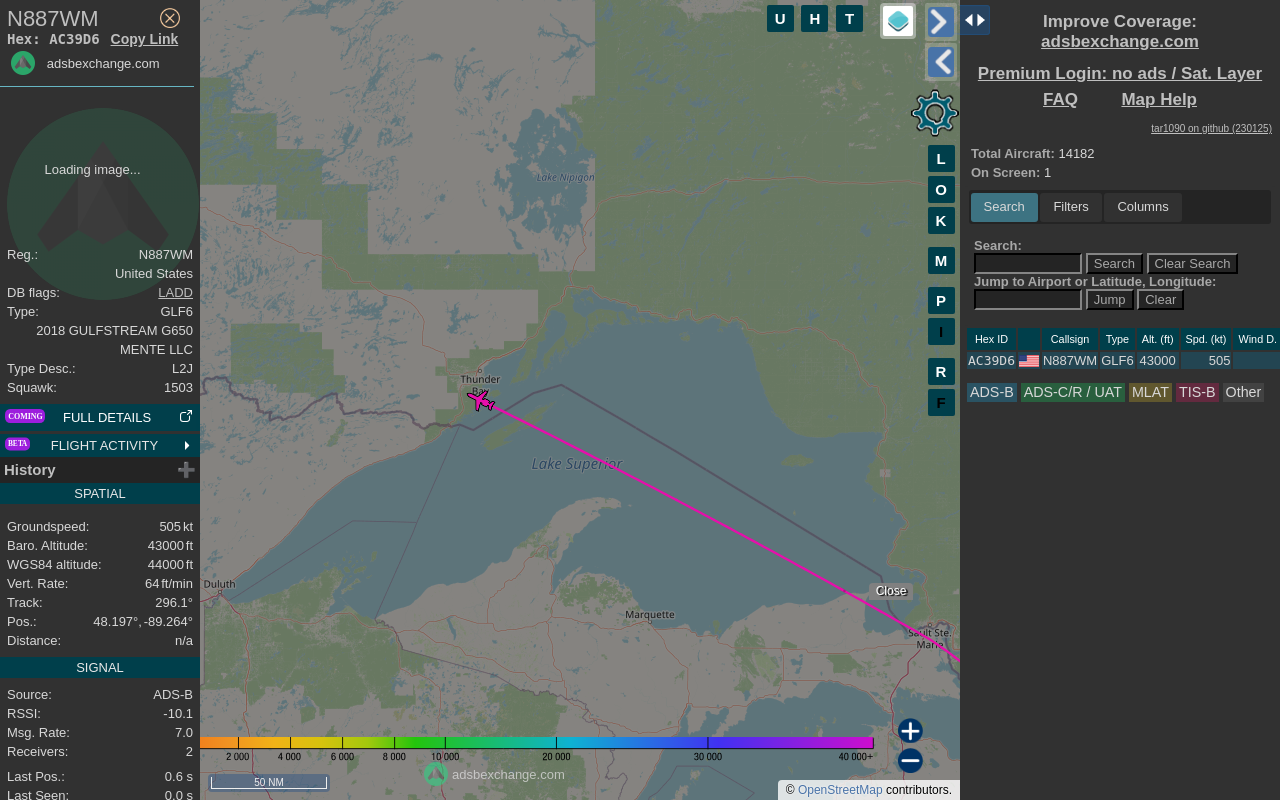 N887WM
Hex: AC39D6 Copy Link
adsbexchange.com
Loading image...
Reg.: N887WM
United States
DB flags: LADD
Type: GLF6
2018 GULFSTREAM G650
MENTE LLC
Type Desc.: L2J
Squawk: 1503
COMING FULL DETAILS
BETA FLIGHT ACTIVITY
History
SPATIAL
Groundspeed: 505 kt
Baro. Altitude: 43000 ft
WGS84 altitude: 44000 ft
Vert. Rate: 64 ft/min
Track: 296.1°
Pos.: 48.197°, -89.264°
Distance: n/a
SIGNAL
Source: ADS-B
RSSI: -10.1
Msg. Rate: 7.0
Receivers: 2
Last Pos.: 0.6 s
Last Seen: 0.0 s
U H T
L
O
K
M
P
I
R
F
Lake Nipigon
Thunder
Bay
Lake Superior
Duluth
Marquette
Close
Sault Ste.
Marie
2 000 4 000 6 000 8 000 10 000 20 000 30 000 40 000+
50 NM
adsbexchange.com
© OpenStreetMap contributors.
Improve Coverage:
adsbexchange.com
Premium Login: no ads / Sat. Layer
FAQ Map Help
tar1090 on github (230125)
Total Aircraft: 14182
On Screen: 1
Search Filters Columns
Search:
Search Clear Search
Jump to Airport or Latitude, Longitude:
Jump Clear
Hex ID Callsign Type Alt. (ft) Spd. (kt) Wind D.
AC39D6 N887WM GLF6 43000 505
ADS-B ADS-C/R / UAT MLAT TIS-B Other